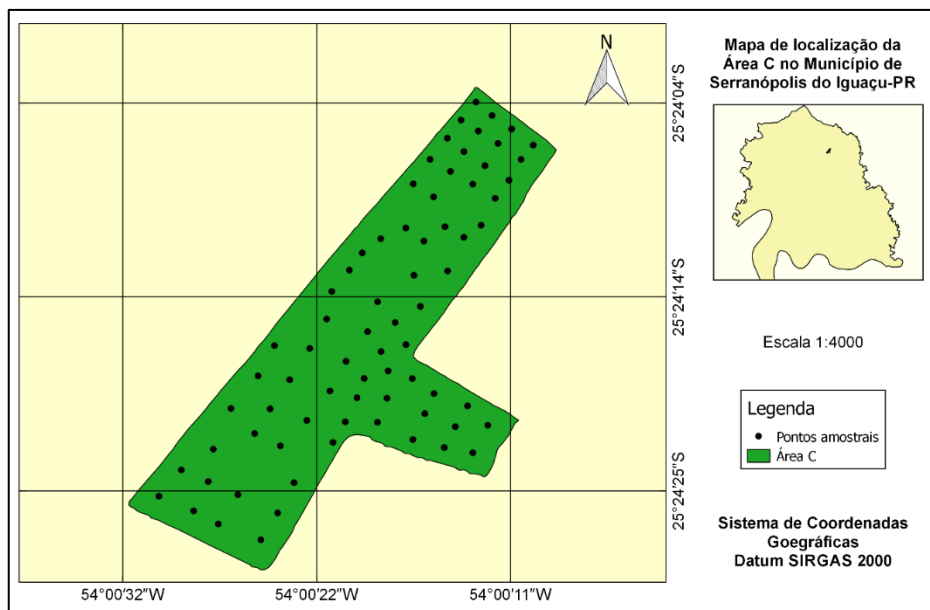 N
25°24'04"S
25°24'14"S
25°24'25"S
54°00'32"W
54°00'22"W
54°00'11"W
Mapa de localização da
Área C no Município de
Serranópolis do Iguaçu-PR
Escala 1:4000
Legenda
Pontos amostrais
Área C
Sistema de Coordenadas
Goegráficas
Datum SIRGAS 2000